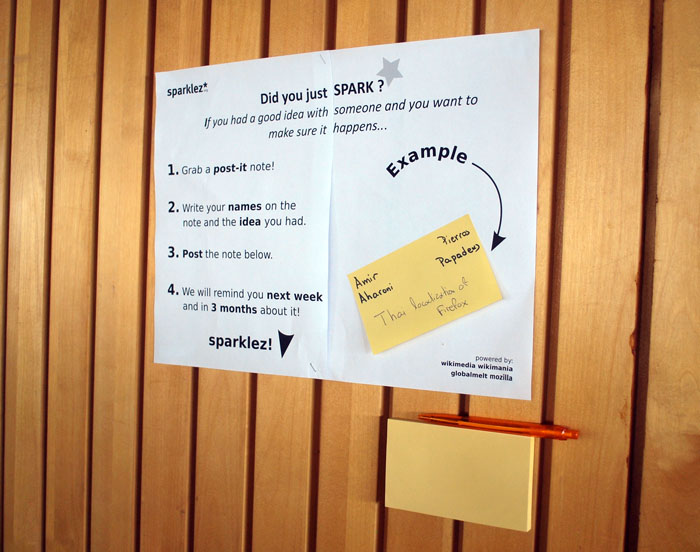 sparklez*
Did you just SPARK ?
If you had a good idea with someone and you want to
make sure it happens...
1. Grab a post-it note!
2. Write your names on the
note and the idea you had.
3. Post the note below.
4. We will remind you next week
and in 3 months about it!
sparklez!
Example
Amir
Aharoni
Pierros
Papadeas
Thai localization of
Firefox
powered by:
wikimedia wikimania
globalmelt mozilla